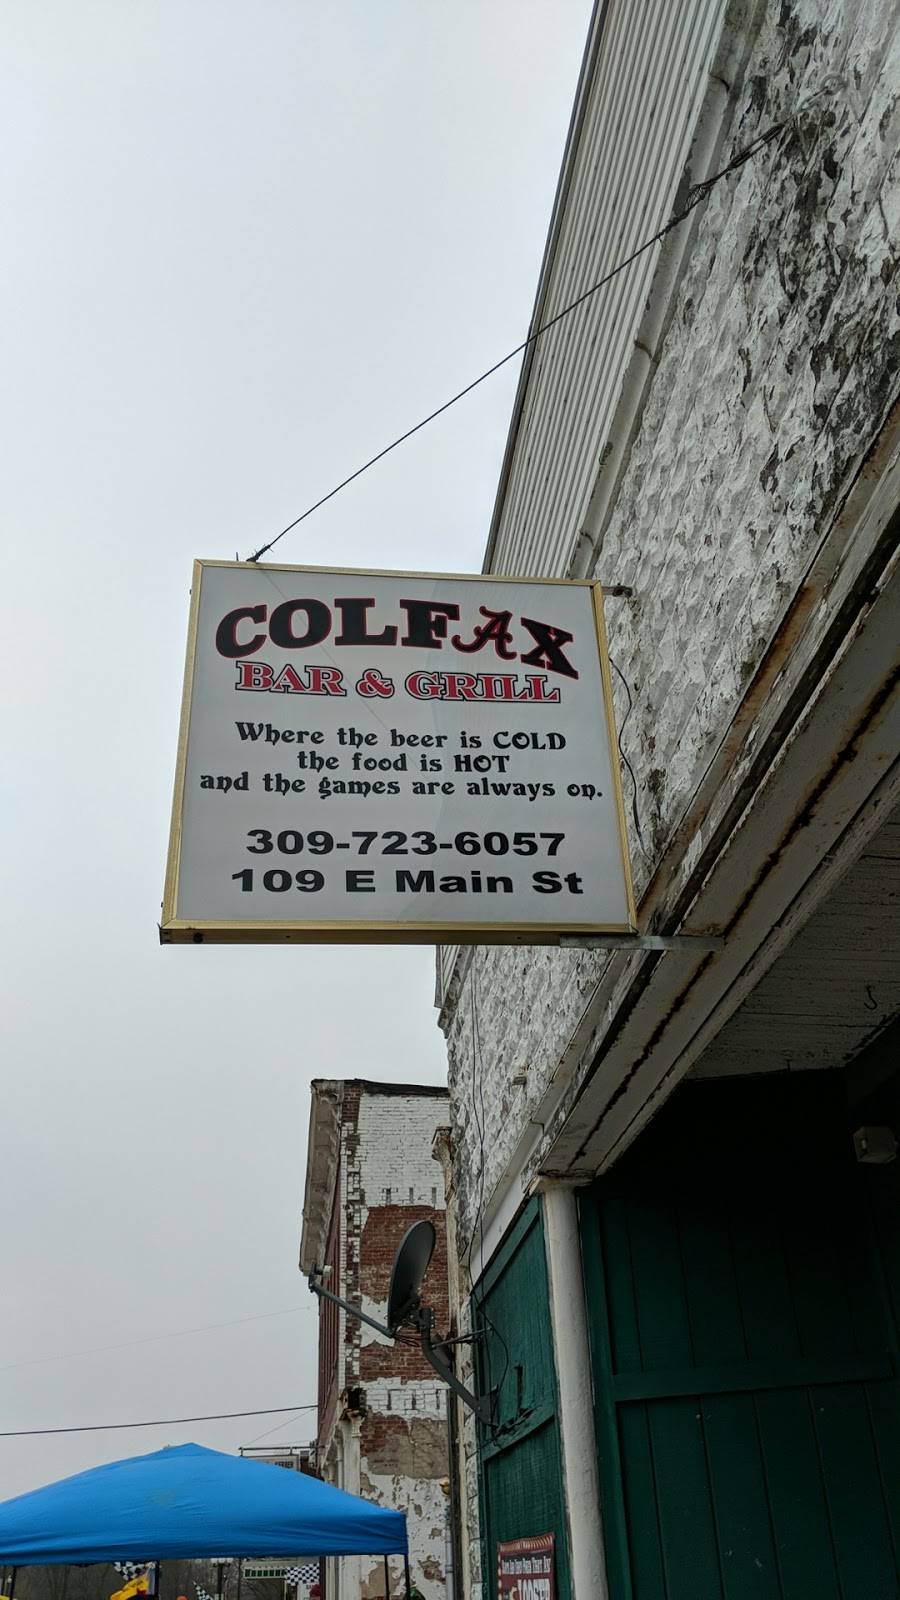 COLFAX
BAR & GRILL
Where the beer is COLD
the food is HOT
and the games are always on.
309-723-6057
109 E Main St